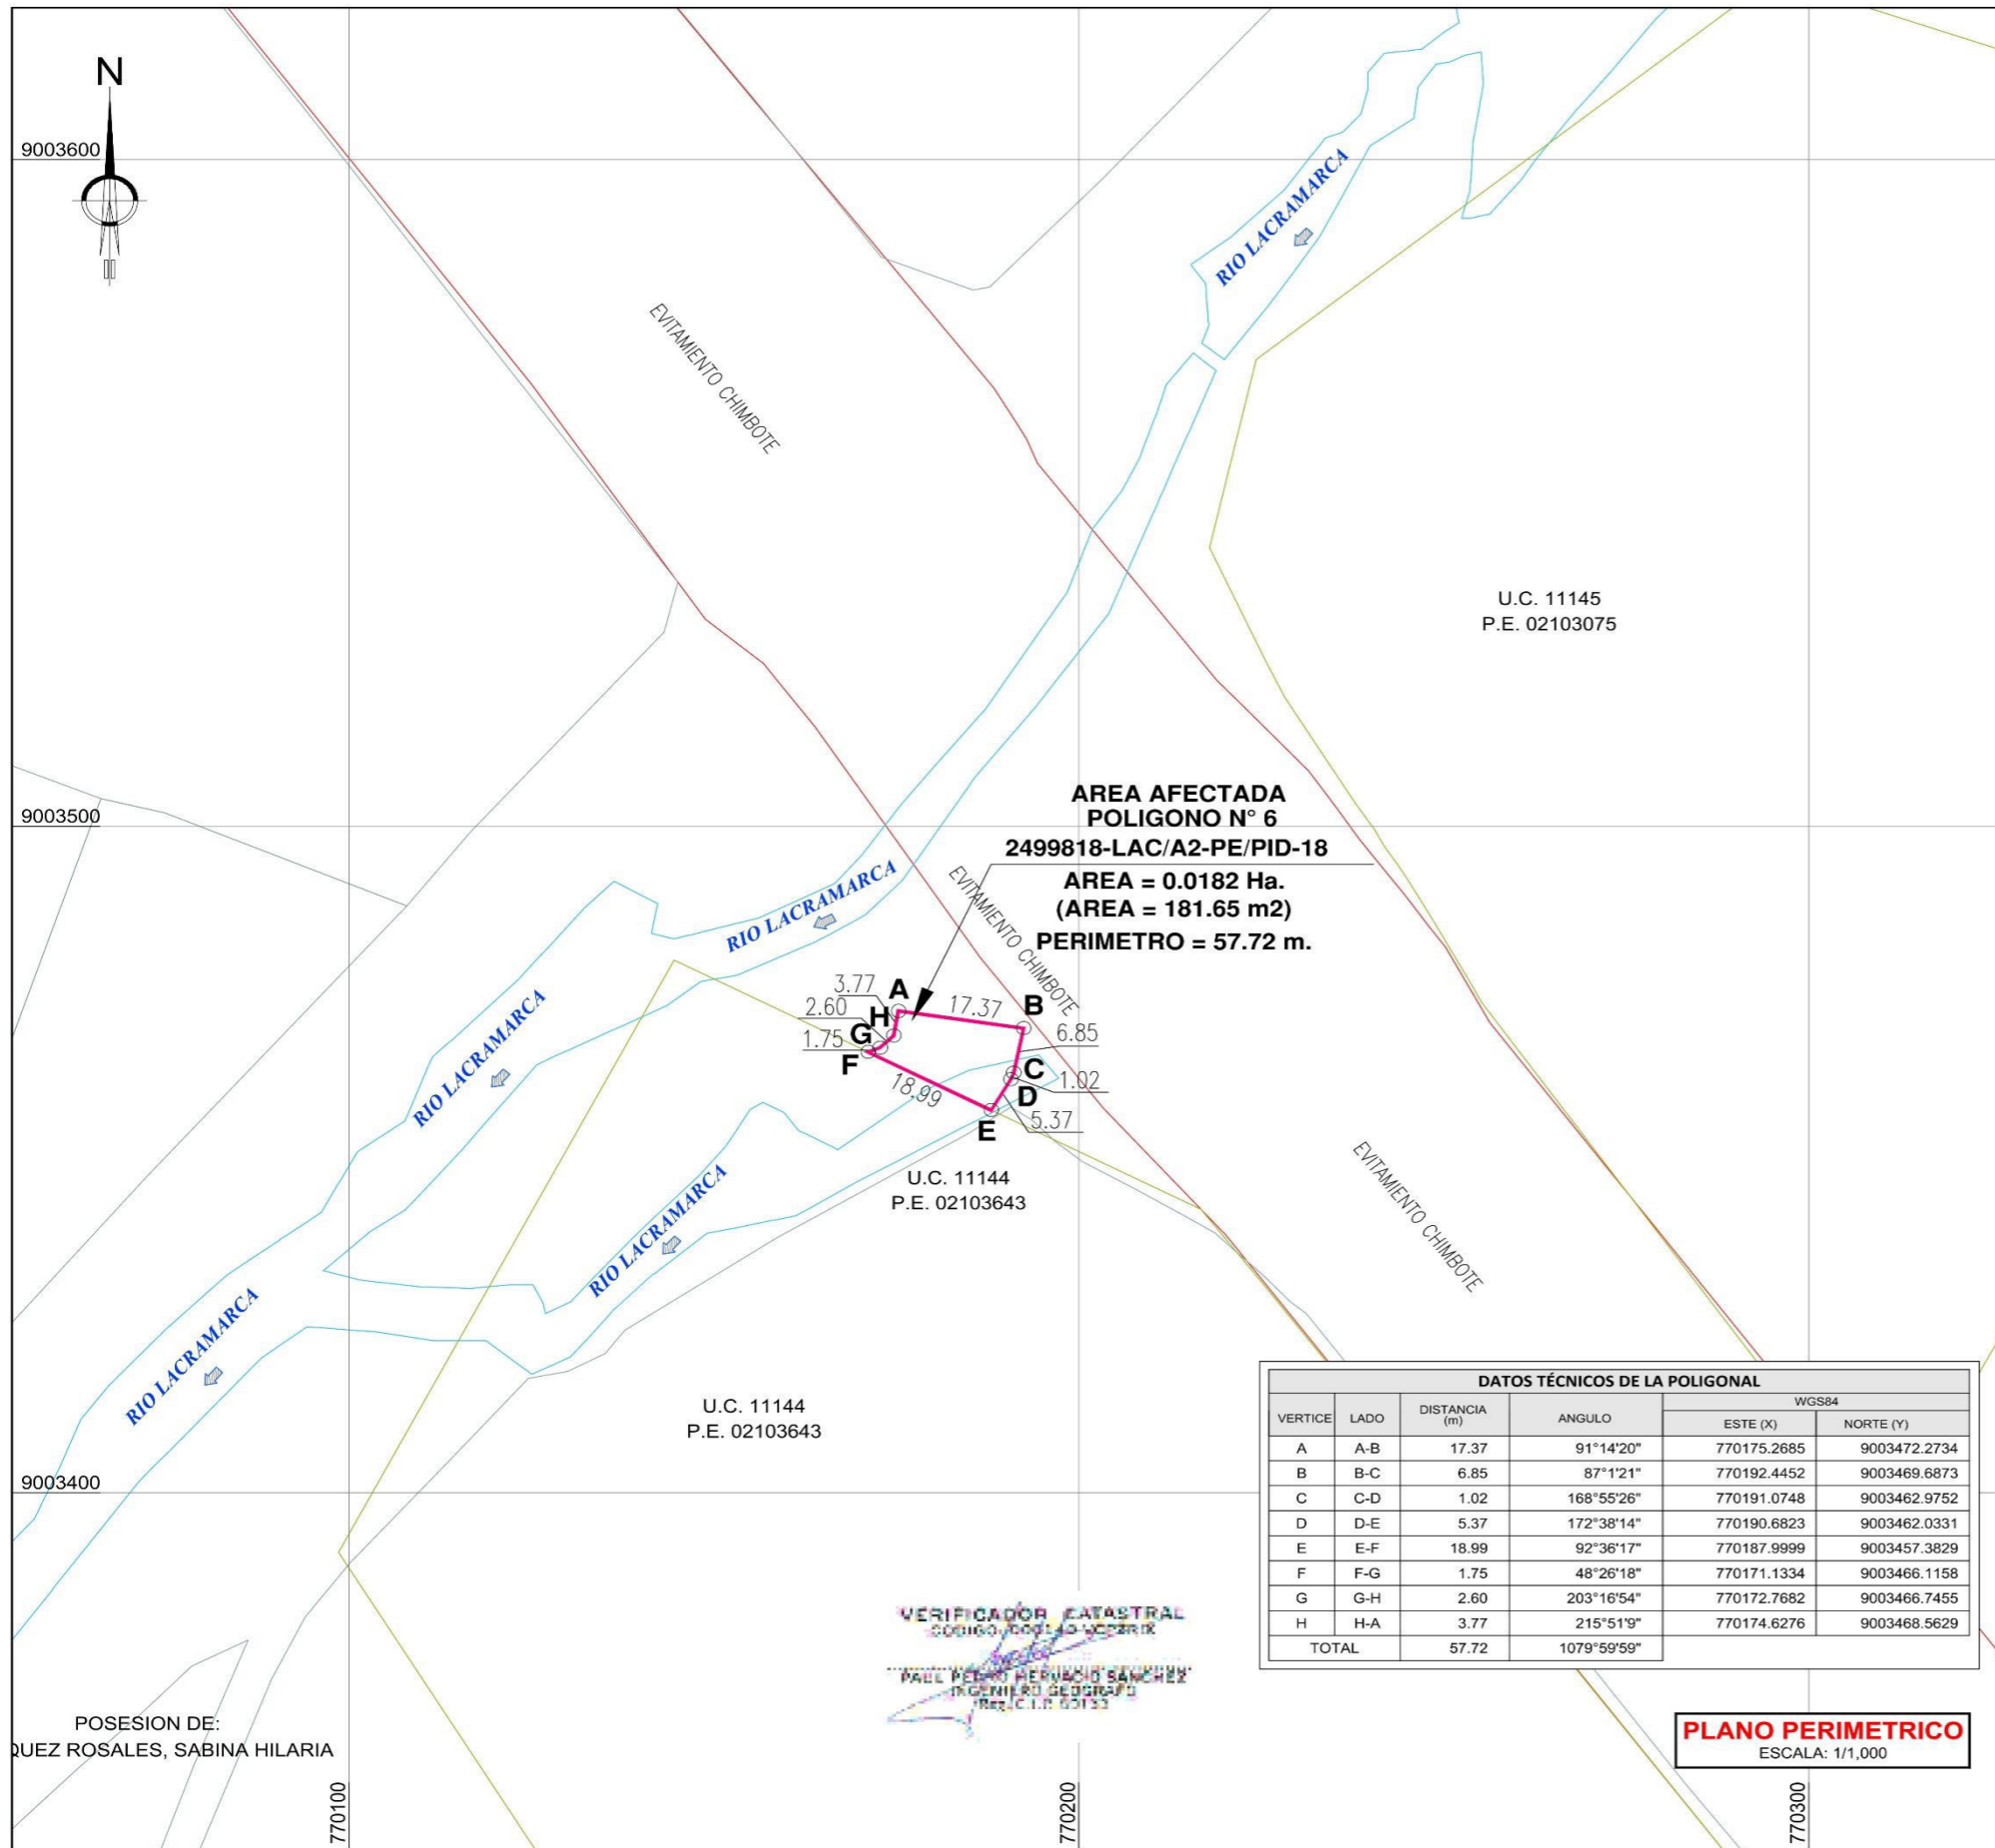 N
9003600
RIO LACRAMARCA
EVITAMIENTO CHIMBOTE
U.C. 11145
P.E. 02103075
9003500
AREA AFECTADA
POLIGONO N° 6
2499818-LAC/A2-PE/PID-18
AREA = 0.0182 Ha.
(AREA = 181.65 m2)
PERIMETRO = 57.72 m.
RIO LACRAMARCA
EVITAMIENTO CHIMBOTE
3.77
A
17.37
B
2.60
H
6.85
1.75
G
F
C
1.02
D
18.99
5.37
E
RIO LACRAMARCA
U.C. 11144
P.E. 02103643
EVITAMIENTO CHIMBOTE
RIO LACRAMARCA
RIO LACRAMARCA
U.C. 11144
P.E. 02103643
9003400
DATOS TÉCNICOS DE LA POLIGONAL
VERTICE LADO DISTANCIA (m) ANGULO WGS84
ESTE (X) NORTE (Y)
A A-B 17.37 91°14'20" 770175.2685 9003472.2734
B B-C 6.85 87°1'21" 770192.4452 9003469.6873
C C-D 1.02 168°55'26" 770191.0748 9003462.9752
D D-E 5.37 172°38'14" 770190.6823 9003462.0331
E E-F 18.99 92°36'17" 770187.9999 9003457.3829
F F-G 1.75 48°26'18" 770171.1334 9003466.1158
G G-H 2.60 203°16'54" 770172.7682 9003466.7455
H H-A 3.77 215°51'9" 770174.6276 9003468.5629
TOTAL 57.72 1079°59'59"
VERIFICADOR CATASTRAL
PAUL PEDRO HERVACIO SANCHEZ
INGENIERO GEOGRAFO
POSESION DE:
QUEZ ROSALES, SABINA HILARIA
PLANO PERIMETRICO
ESCALA: 1/1,000
770100
770200
770300